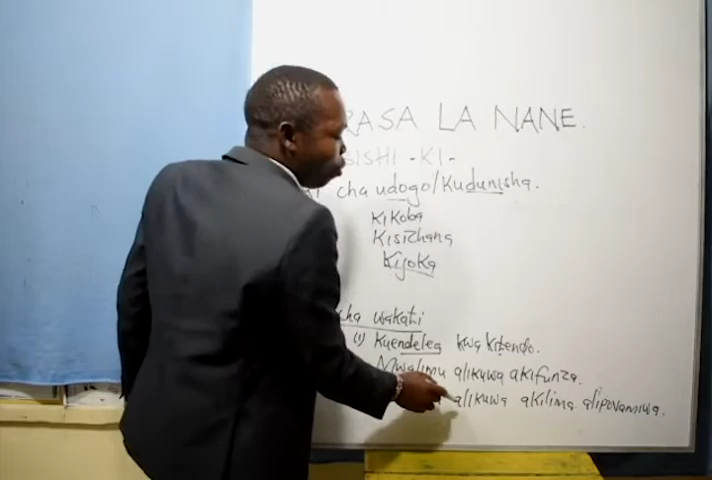 LA NANE.
-KI-
cha udogo/Kudunisha.
Kikoba
Kisichana
Kijoka
cha wakati
(1) Kuendelea kwa kitendo.
Mwalimu alikuwa akifunza.
alikuwa akilima alipovamiwa.